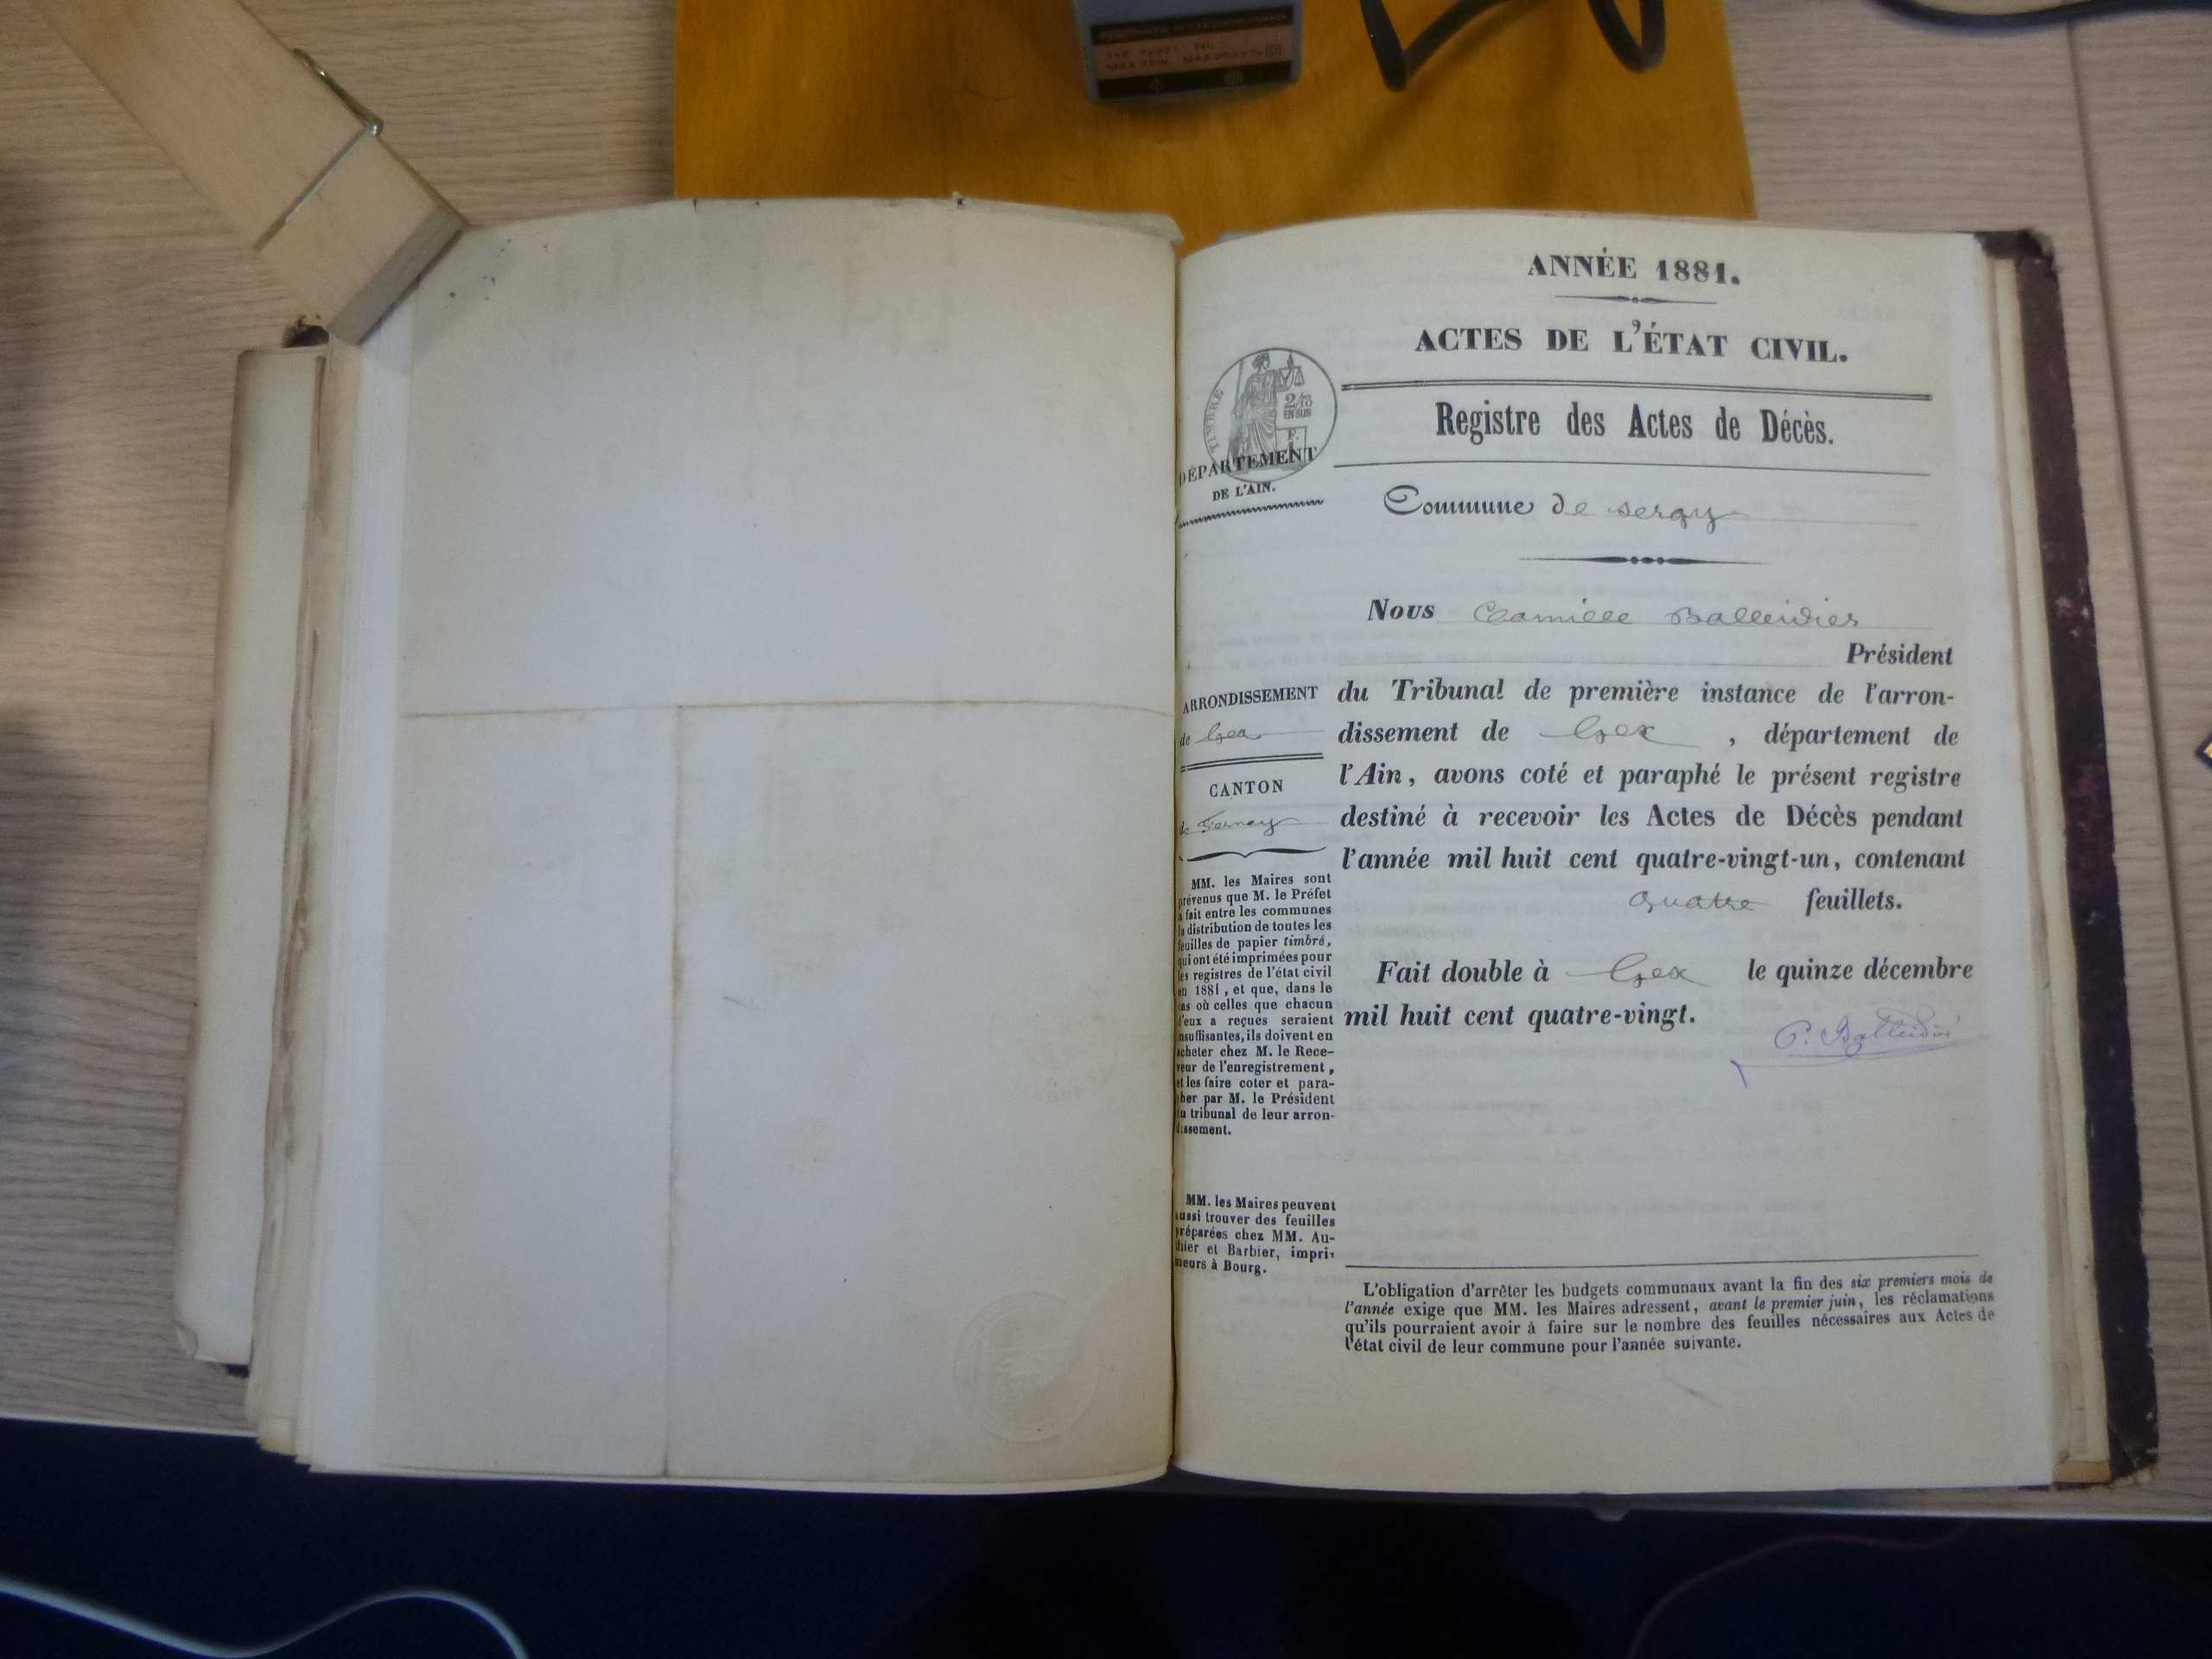 ANNÉE 1881.
ACTES DE L'ÉTAT CIVIL.
TIMBRE
2/10
EN SUS
F.
Registre des Actes de Décès.
DÉPARTEMENT
DE L'AIN.
Commune de sergy
Nous Camille Balleidier
Président
du Tribunal de première instance de l'arron-
dissement de Gex , département de
l'Ain, avons coté et paraphé le présent registre
destiné à recevoir les Actes de Décès pendant
l'année mil huit cent quatre-vingt-un, contenant
quatre feuillets.
Fait double à Gex le quinze décembre
mil huit cent quatre-vingt.
C. Balleidier
ARRONDISSEMENT
de Gex
CANTON
de Ferney
MM. les Maires sont
prévenus que M. le Préfet
a fait entre les communes
la distribution de toutes les
feuilles de papier timbré,
qui ont été imprimées pour
les registres de l'état civil
en 1881, et que, dans le
cas où celles que chacun
d'eux a reçues seraient
insuffisantes, ils doivent en
acheter chez M. le Rece-
veur de l'enregistrement,
et les faire coter et para-
pher par M. le Président
du tribunal de leur arron-
dissement.
MM. les Maires peuvent
aussi trouver des feuilles
préparées chez MM. Au-
thier et Barbier, impri-
meurs à Bourg.
L'obligation d'arrêter les budgets communaux avant la fin des six premiers mois de
l'année exige que MM. les Maires adressent, avant le premier juin, les réclamations
qu'ils pourraient avoir à faire sur le nombre des feuilles nécessaires aux Actes de
l'état civil de leur commune pour l'année suivante.